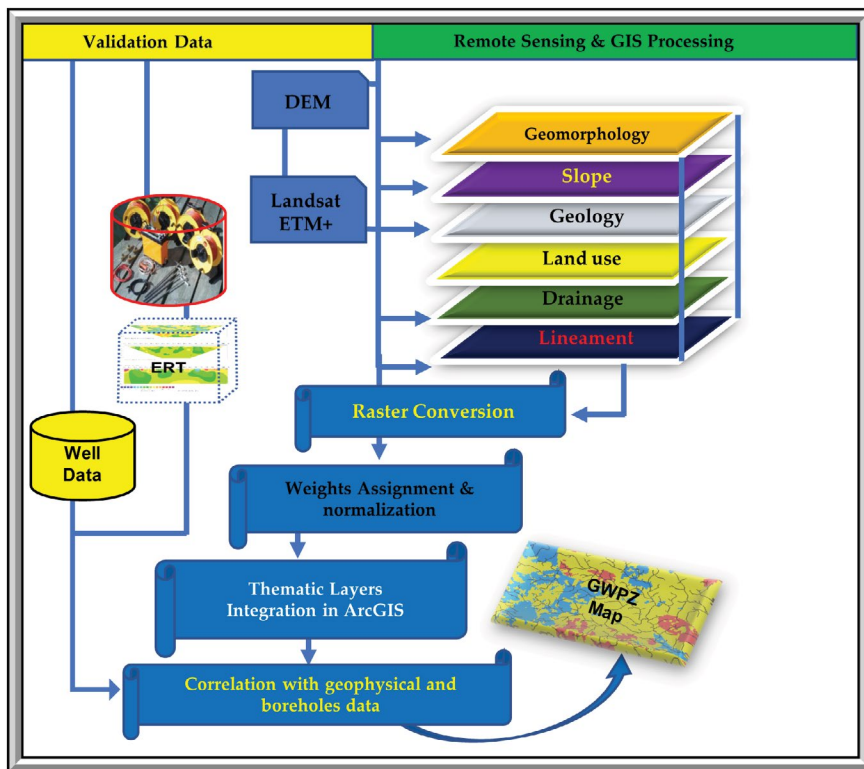 Validation Data
Remote Sensing & GIS Processing
DEM
Landsat
ETM+
Geomorphology
Slope
Geology
Land use
Drainage
Lineament
ERT
Well
Data
Raster Conversion
Weights Assignment &
normalization
Thematic Layers
Integration in ArcGIS
GWPZ
Map
Correlation with geophysical and
boreholes data